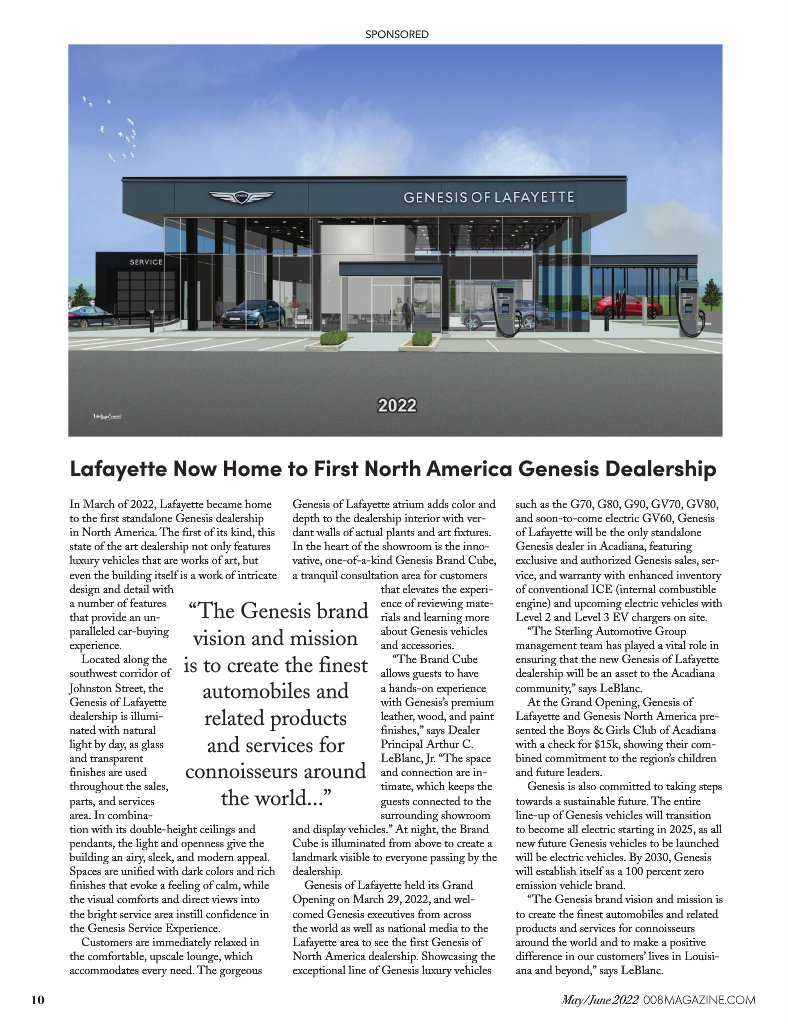 SPONSORED
GENESIS OF LAFAYETTE
SERVICE
2022
Lafayette Now Home to First North America Genesis Dealership
In March of 2022, Lafayette became home
to the first standalone Genesis dealership
in North America. The first of its kind, this
state of the art dealership not only features
luxury vehicles that are works of art, but
even the building itself is a work of intricate
design and detail with
a number of features
that provide an un-
paralleled car-buying
experience.
Located along the
southwest corridor of
Johnston Street, the
Genesis of Lafayette
dealership is illumi-
nated with natural
light by day, as glass
and transparent
finishes are used
throughout the sales,
parts, and services
area. In combina-
tion with its double-height ceilings and
pendants, the light and openness give the
building an airy, sleek, and modern appeal.
Spaces are unified with dark colors and rich
finishes that evoke a feeling of calm, while
the visual comforts and direct views into
the bright service area instill confidence in
the Genesis Service Experience.
Customers are immediately relaxed in
the comfortable, upscale lounge, which
accommodates every need. The gorgeous
“The Genesis brand
vision and mission
is to create the finest
automobiles and
related products
and services for
connoisseurs around
the world...”
Genesis of Lafayette atrium adds color and
depth to the dealership interior with ver-
dant walls of actual plants and art fixtures.
In the heart of the showroom is the inno-
vative, one-of-a-kind Genesis Brand Cube,
a tranquil consultation area for customers
that elevates the experi-
ence of reviewing mate-
rials and learning more
about Genesis vehicles
and accessories.
“The Brand Cube
allows guests to have
a hands-on experience
with Genesis’s premium
leather, wood, and paint
finishes,” says Dealer
Principal Arthur C.
LeBlanc, Jr. “The space
and connection are in-
timate, which keeps the
guests connected to the
surrounding showroom
and display vehicles.” At night, the Brand
Cube is illuminated from above to create a
landmark visible to everyone passing by the
dealership.
Genesis of Lafayette held its Grand
Opening on March 29, 2022, and wel-
comed Genesis executives from across
the world as well as national media to the
Lafayette area to see the first Genesis of
North America dealership. Showcasing the
exceptional line of Genesis luxury vehicles
such as the G70, G80, G90, GV70, GV80,
and soon-to-come electric GV60, Genesis
of Lafayette will be the only standalone
Genesis dealer in Acadiana, featuring
exclusive and authorized Genesis sales, ser-
vice, and warranty with enhanced inventory
of conventional ICE (internal combustible
engine) and upcoming electric vehicles with
Level 2 and Level 3 EV chargers on site.
“The Sterling Automotive Group
management team has played a vital role in
ensuring that the new Genesis of Lafayette
dealership will be an asset to the Acadiana
community,” says LeBlanc.
At the Grand Opening, Genesis of
Lafayette and Genesis North America pre-
sented the Boys & Girls Club of Acadiana
with a check for $15k, showing their com-
bined commitment to the region’s children
and future leaders.
Genesis is also committed to taking steps
towards a sustainable future. The entire
line-up of Genesis vehicles will transition
to become all electric starting in 2025, as all
new future Genesis vehicles to be launched
will be electric vehicles. By 2030, Genesis
will establish itself as a 100 percent zero
emission vehicle brand.
“The Genesis brand vision and mission is
to create the finest automobiles and related
products and services for connoisseurs
around the world and to make a positive
difference in our customers’ lives in Louisi-
ana and beyond,” says LeBlanc.
10
May/June 2022 008MAGAZINE.COM